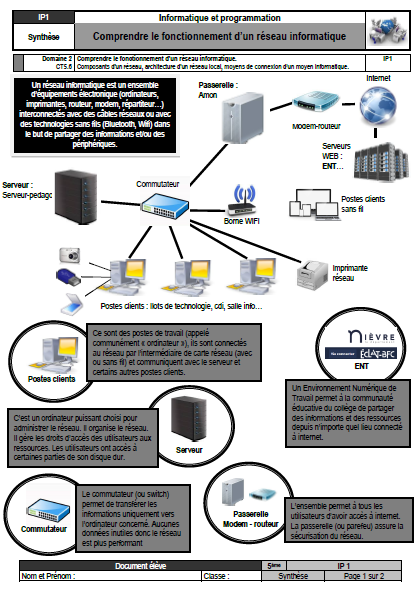 IP1
Informatique et programmation
Synthèse
Comprendre le fonctionnement d'un réseau informatique
Domaine 2
Comprendre le fonctionnement d'un réseau informatique.
IP1
CT5.6
Composants d'un réseau, architecture d'un réseau local, moyens de connexion d'un moyen informatique.
Un réseau informatique est un ensemble
d'équipements électronique (ordinateurs,
imprimantes, routeur, modem, répartiteur…)
interconnectés avec des câbles réseaux ou avec
des technologies sans fils (Bluetooth, Wifi) dans
le but de partager des informations et/ou des
périphériques.
Passerelle :
Amon
Internet
Modem-routeur
Serveurs
WEB :
ENT…
Serveur :
Serveur-pedago
Commutateur
Borne WIFI
Postes clients
sans fil
Imprimante
réseau
Postes clients : îlots de technologie, cdi, salle info…
Ce sont des postes de travail (appelé
communément « ordinateur »), ils sont connectés
au réseau par l'intermédiaire de carte réseau (avec
ou sans fil) et communiquent avec le serveur et
certains autres postes clients.
Postes clients
NIÈVRE
ÉCLAT-BFC
ENT
Un Environnement Numérique de
Travail permet à la communauté
éducative du collège de partager
des informations et des ressources
depuis n'importe quel lieu connecté
à internet.
C'est un ordinateur puissant choisi pour
administrer le réseau. Il organise le réseau.
Il gère les droits d'accès des utilisateurs aux
ressources. Les utilisateurs ont accès à
certaines parties de son disque dur.
Serveur
Le commutateur (ou switch)
permet de transférer les
informations uniquement vers
l'ordinateur concerné. Aucunes
données inutiles donc le réseau
est plus performant
Commutateur
Passerelle
Modem - routeur
L'ensemble permet à tous les
utilisateurs d'avoir accès à internet.
La passerelle (ou parefeu) assure la
sécurisation du réseau.
Document élève
5ème
IP 1
Nom et Prénom :
Classe :
Synthèse
Page 1 sur 2